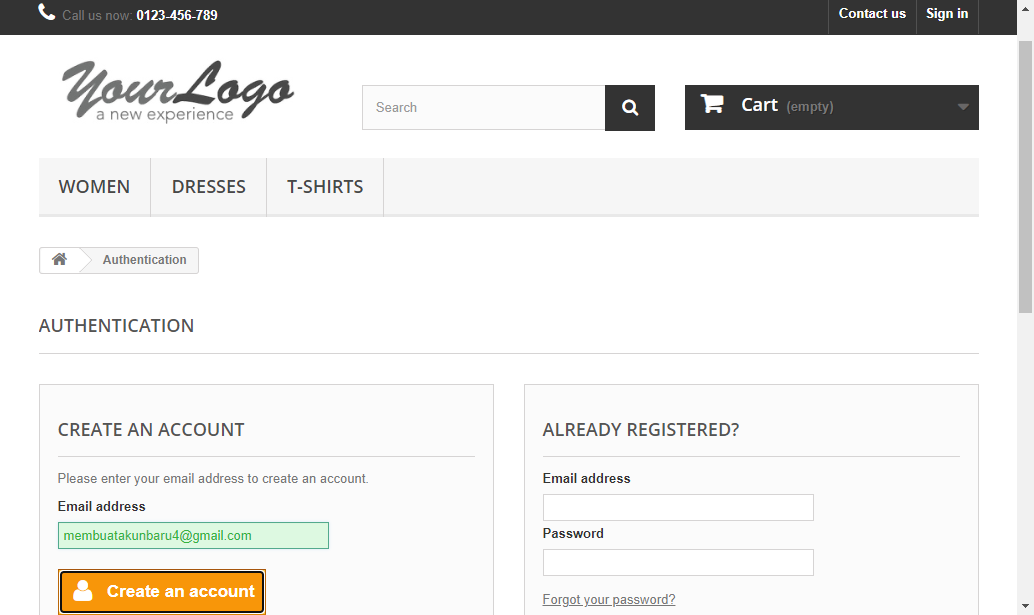 Call us now: 0123-456-789
Contact us
Sign in
YourLogo
a new experience
Search
Cart (empty)
WOMEN
DRESSES
T-SHIRTS
Authentication
AUTHENTICATION
CREATE AN ACCOUNT
Please enter your email address to create an account.
Email address
membuatakunbaru4@gmail.com
Create an account
ALREADY REGISTERED?
Email address
Password
Forgot your password?